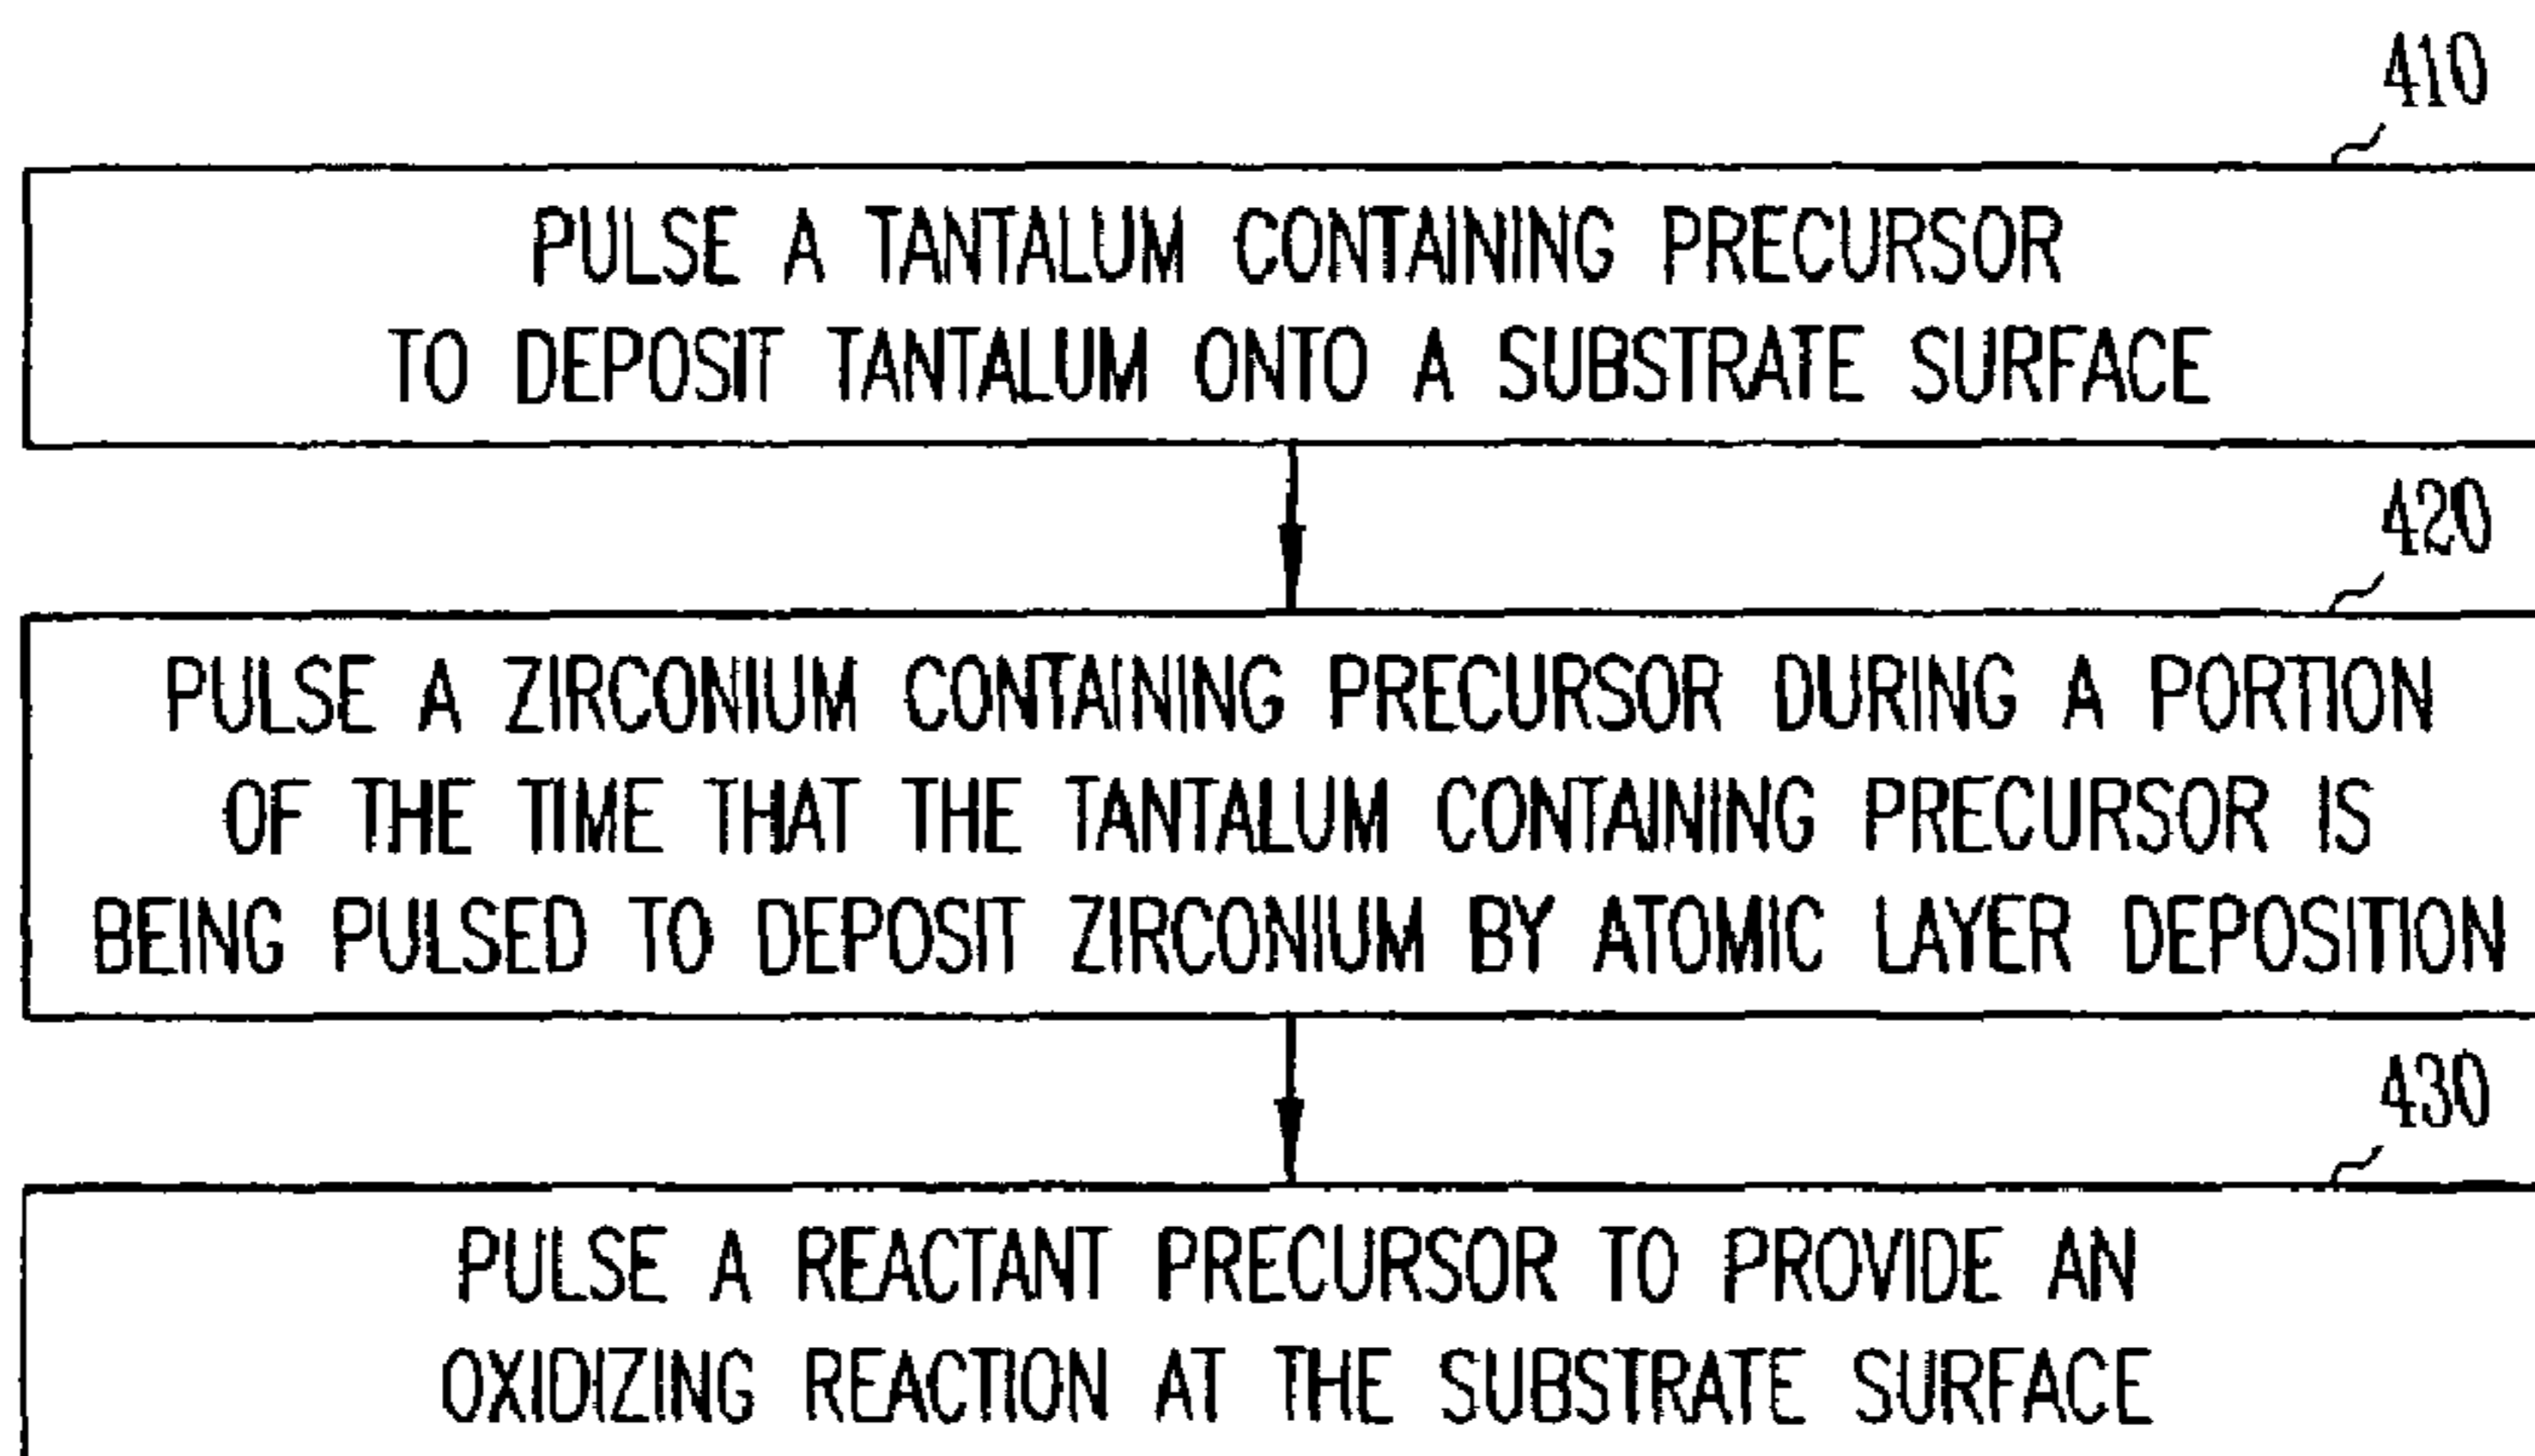 410
PULSE A TANTALUM CONTAINING PRECURSOR
TO DEPOSIT TANTALUM ONTO A SUBSTRATE SURFACE
420
PULSE A ZIRCONIUM CONTAINING PRECURSOR DURING A PORTION
OF THE TIME THAT THE TANTALUM CONTAINING PRECURSOR IS
BEING PULSED TO DEPOSIT ZIRCONIUM BY ATOMIC LAYER DEPOSITION
430
PULSE A REACTANT PRECURSOR TO PROVIDE AN
OXIDIZING REACTION AT THE SUBSTRATE SURFACE